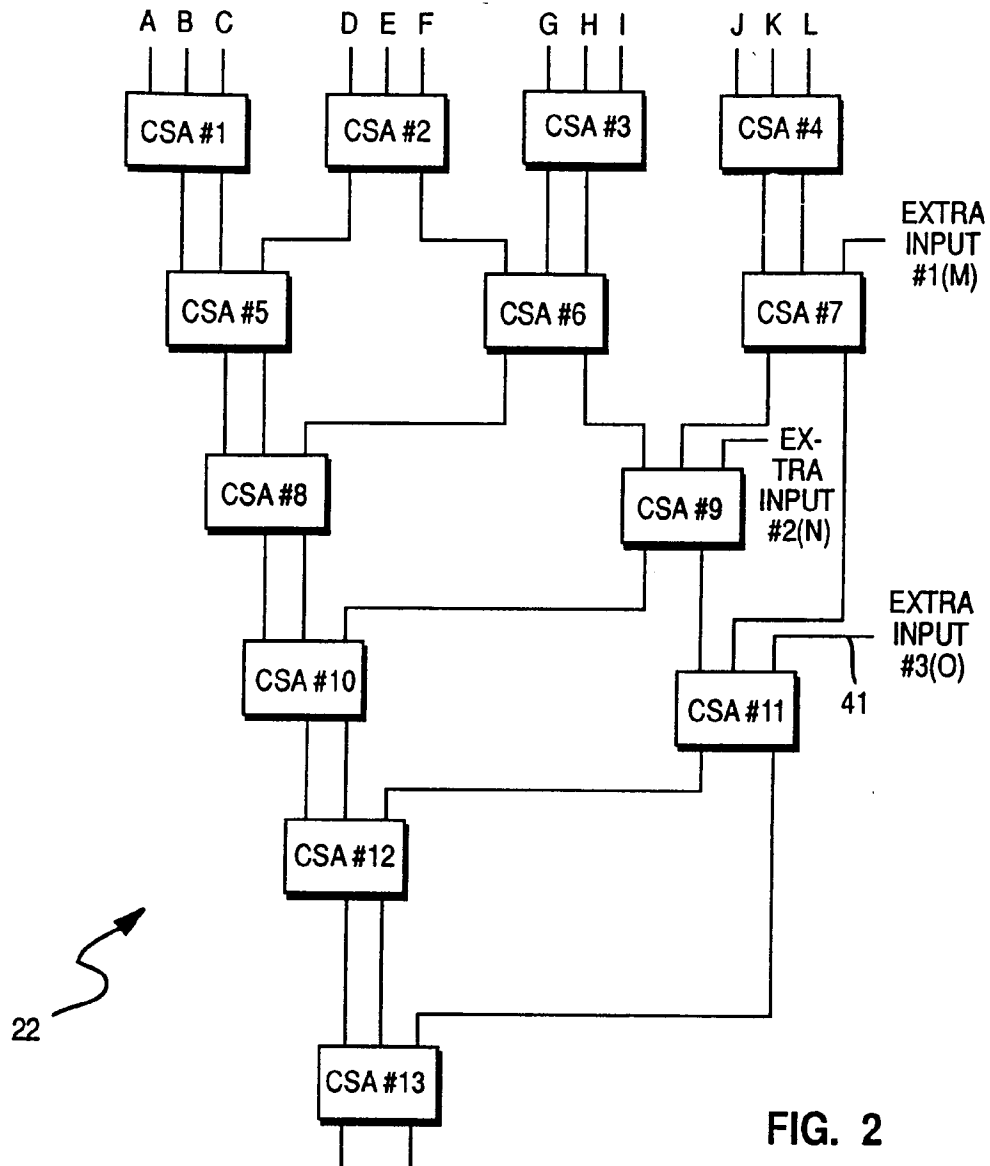 A B C D E F G H I J K L
CSA #1 CSA #2 CSA #3 CSA #4
EXTRA
INPUT
#1(M)
CSA #5 CSA #6 CSA #7
EX-
TRA
INPUT
#2(N)
CSA #8 CSA #9
EXTRA
INPUT
#3(O)
CSA #10 CSA #11 41
CSA #12
22
CSA #13
FIG. 2